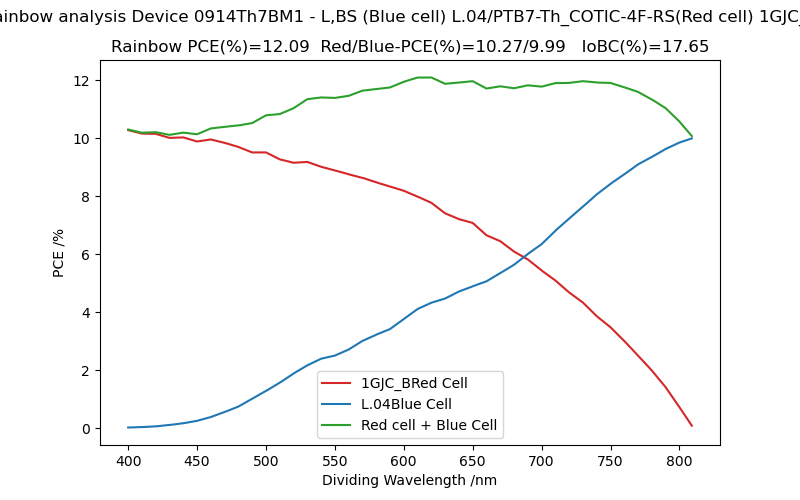 inbow analysis Device 0914Th7BM1 - L,BS (Blue cell) L.04/PTB7-Th_COTIC-4F-RS(Red cell) 1GJC_
Rainbow PCE(%)=12.09 Red/Blue-PCE(%)=10.27/9.99 IoBC(%)=17.65
12
10
8
6
4
2
0
PCE /%
1GJC_BRed Cell
L.04Blue Cell
Red cell + Blue Cell
400 450 500 550 600 650 700 750 800
Dividing Wavelength /nm